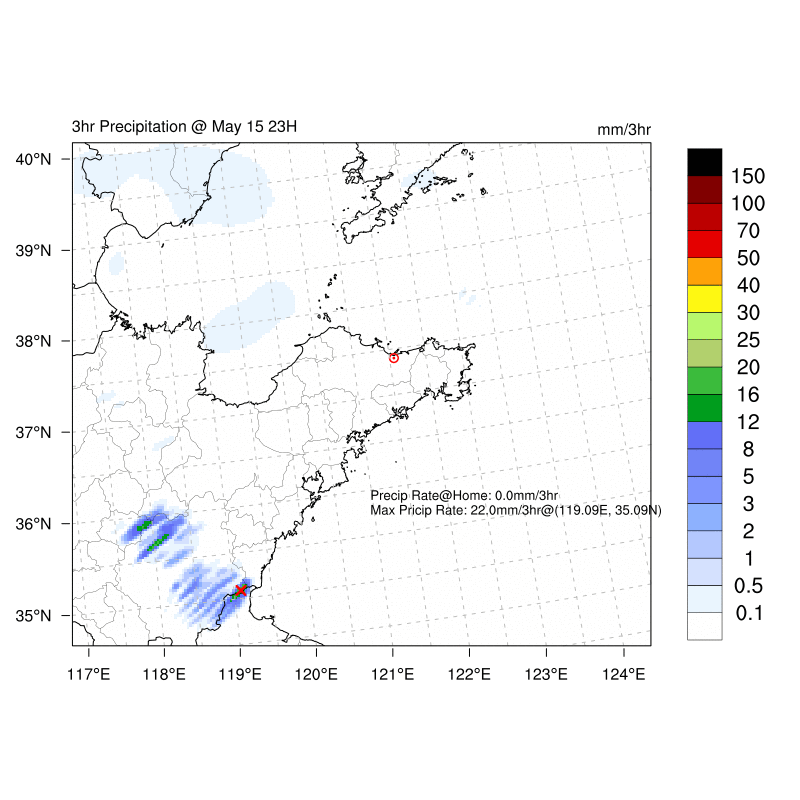 3hr Precipitation @ May 15 23H
mm/3hr
40°N
39°N
38°N
37°N
36°N
35°N
117°E
118°E
119°E
120°E
121°E
122°E
123°E
124°E
Precip Rate@Home: 0.0mm/3hr
Max Pricip Rate: 22.0mm/3hr@(119.09E, 35.09N)
150
100
70
50
40
30
25
20
16
12
8
5
3
2
1
0.5
0.1